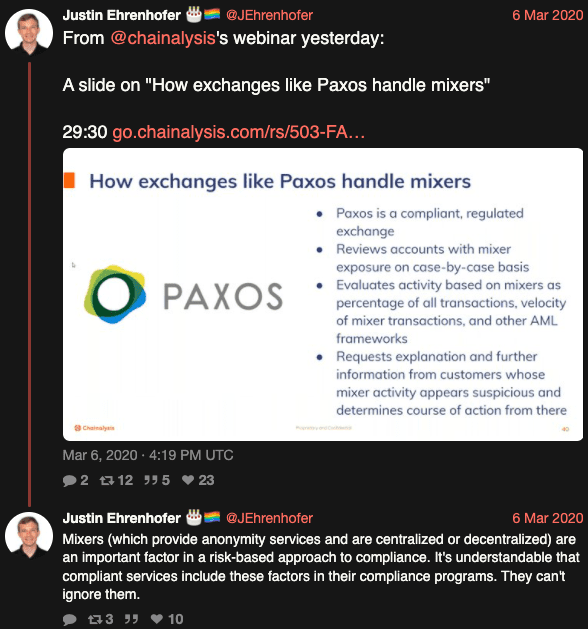 Justin Ehrenhofer 🎂🏳️‍🌈 @JEhrenhofer 6 Mar 2020
From @chainalysis's webinar yesterday:
A slide on "How exchanges like Paxos handle mixers"
29:30 go.chainalysis.com/rs/503-FA…
How exchanges like Paxos handle mixers
PAXOS
• Paxos is a compliant, regulated
exchange
• Reviews accounts with mixer
exposure on case-by-case basis
• Evaluates activity based on mixers as
percentage of all transactions, velocity
of mixer transactions, and other AML
frameworks
• Requests explanation and further
information from customers whose
mixer activity appears suspicious and
determines course of action from there
Chainalysis
Proprietary and Confidential
40
Mar 6, 2020 · 4:19 PM UTC
2 12 5 23
Justin Ehrenhofer 🎂🏳️‍🌈 @JEhrenhofer 6 Mar 2020
Mixers (which provide anonymity services and are centralized or decentralized) are
an important factor in a risk-based approach to compliance. It's understandable that
compliant services include these factors in their compliance programs. They can't
ignore them.
3 10